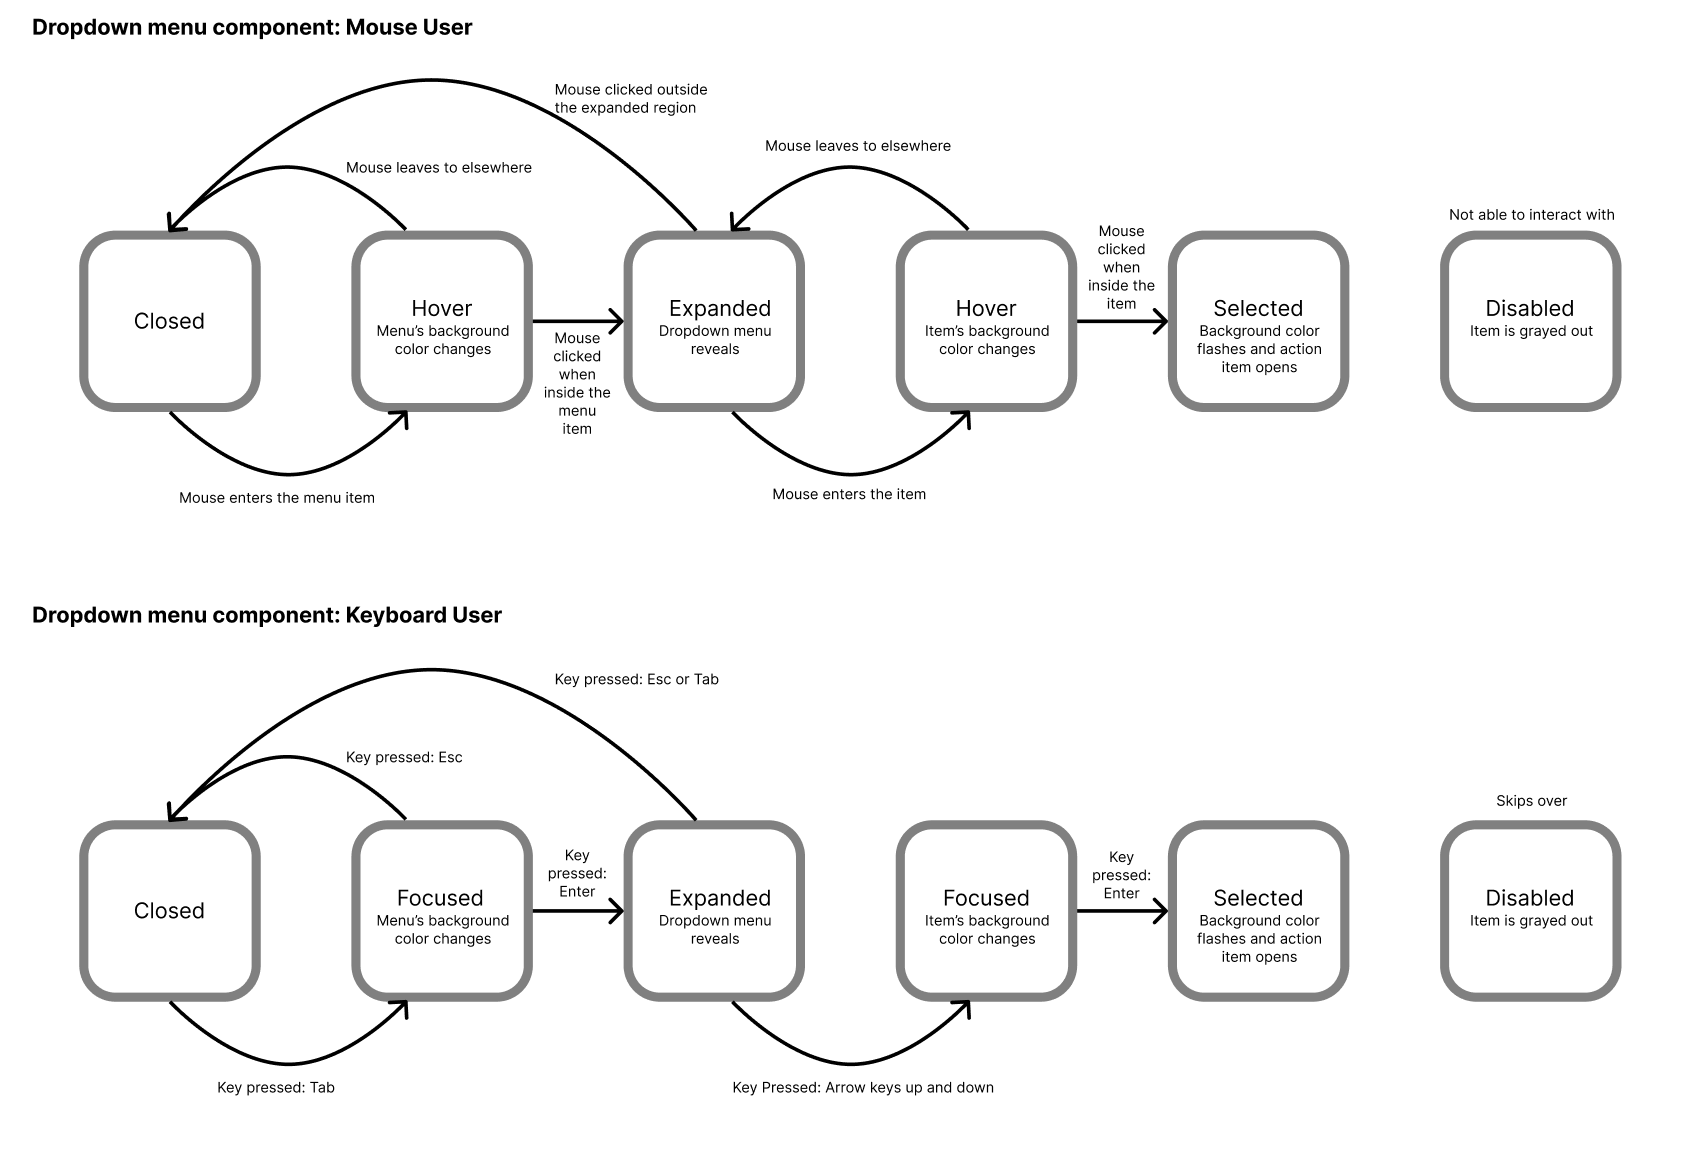 Dropdown menu component: Mouse User
Mouse clicked outside
the expanded region
Mouse leaves to elsewhere
Mouse leaves to elsewhere
Not able to interact with
Closed
Hover
Menu’s background
color changes
Mouse
clicked
when
inside the
menu
item
Expanded
Dropdown menu
reveals
Hover
Item’s background
color changes
Mouse
clicked
when
inside the
item
Selected
Background color
flashes and action
item opens
Disabled
Item is grayed out
Mouse enters the menu item
Mouse enters the item
Dropdown menu component: Keyboard User
Key pressed: Esc or Tab
Key pressed: Esc
Skips over
Closed
Focused
Menu’s background
color changes
Key
pressed:
Enter
Expanded
Dropdown menu
reveals
Focused
Item’s background
color changes
Key
pressed:
Enter
Selected
Background color
flashes and action
item opens
Disabled
Item is grayed out
Key pressed: Tab
Key Pressed: Arrow keys up and down